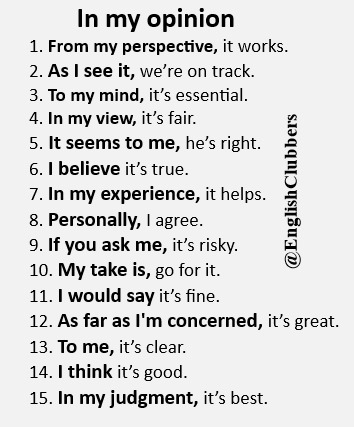 In my opinion
1. From my perspective, it works.
2. As I see it, we’re on track.
3. To my mind, it’s essential.
4. In my view, it’s fair.
5. It seems to me, he’s right.
6. I believe it’s true.
7. In my experience, it helps.
8. Personally, I agree.
9. If you ask me, it’s risky.
10. My take is, go for it.
11. I would say it’s fine.
12. As far as I'm concerned, it’s great.
13. To me, it’s clear.
14. I think it’s good.
15. In my judgment, it’s best.
@EnglishClubbers